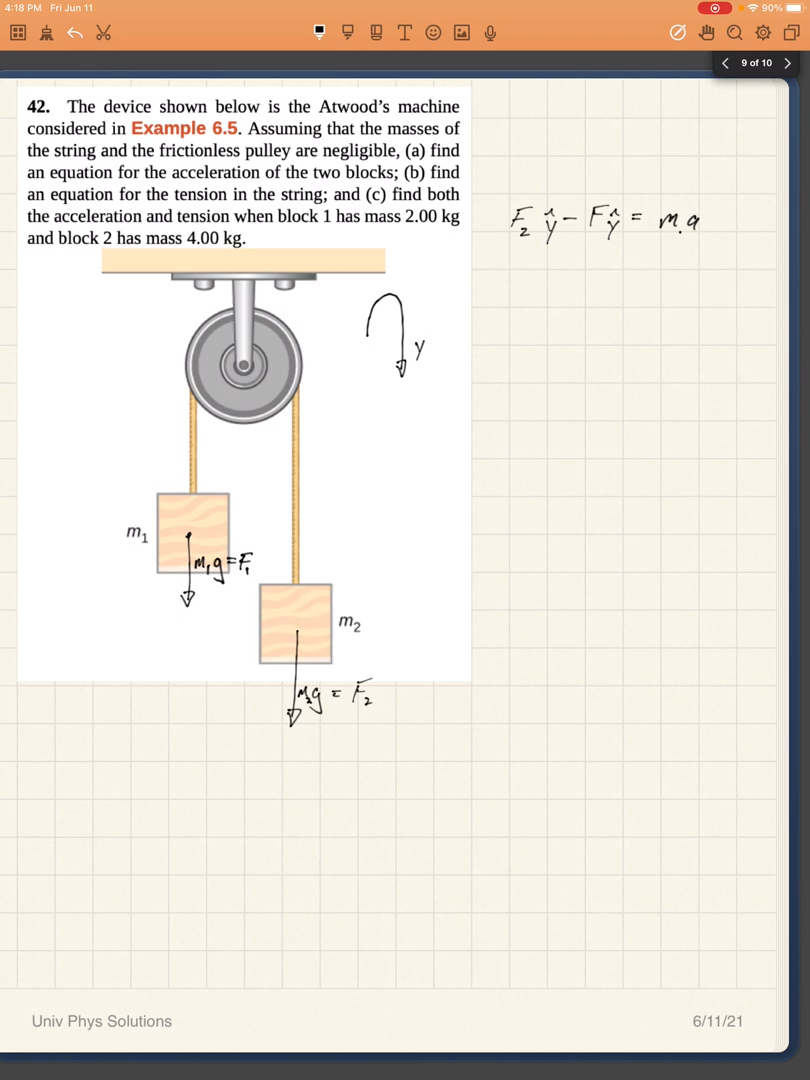 4:18 PM Fri Jun 11
90%
9 of 10
42. The device shown below is the Atwood's machine
considered in Example 6.5. Assuming that the masses of
the string and the frictionless pulley are negligible, (a) find
an equation for the acceleration of the two blocks; (b) find
an equation for the tension in the string; and (c) find both
the acceleration and tension when block 1 has mass 2.00 kg
and block 2 has mass 4.00 kg.
F₂ ŷ − F ŷ = m.a
y
m₁
m₁g = F₁
m₂
m₂g = F₂
Univ Phys Solutions
6/11/21